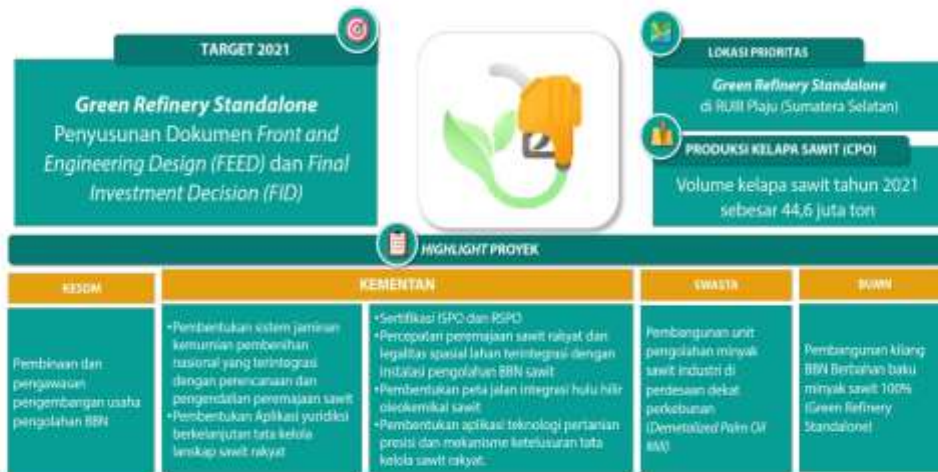 TARGET 2021
Green Refinery Standalone
Penyusunan Dokumen Front and
Engineering Design (FEED) dan Final
Investment Decision (FID)
LOKASI PRIORITAS
Green Refinery Standalone
di RUIII Plaju (Sumatera Selatan)
PRODUKSI KELAPA SAWIT (CPO)
Volume kelapa sawit tahun 2021
sebesar 44,6 juta ton
HIGHLIGHT PROYEK
KESDM
Pembinaan dan
pengawasan
pengembangan usaha
pengolahan BBN
KEMENTAN
•Pembentukan sistem jaminan
kemurnian pembenihan
nasional yang terintegrasi
dengan perencanaan dan
pengendalian peremajaan sawit
•Pembentukan Aplikasi yuridiksi
berkelanjutan tata kelola
lanskap sawit rakyat
•Sertifikasi ISPO dan RSPO
•Percepatan peremajaan sawit rakyat dan
legalitas spasial lahan terintegrasi dengan
instalasi pengolahan BBN sawit
•Pembentukan peta jalan integrasi hulu hilir
oleokemikal sawit
•Pembentukan aplikasi teknologi pertanian
presisi dan mekanisme ketelusuran tata
kelola sawit rakyat.
SWASTA
Pembangunan unit
pengolahan minyak
sawit industri di
perdesaan dekat
perkebunan
(Demetalized Palm Oil
Mill)
BUMN
Pembangunan kilang
BBN Berbahan baku
minyak sawit 100%
(Green Refinery
Standalone)